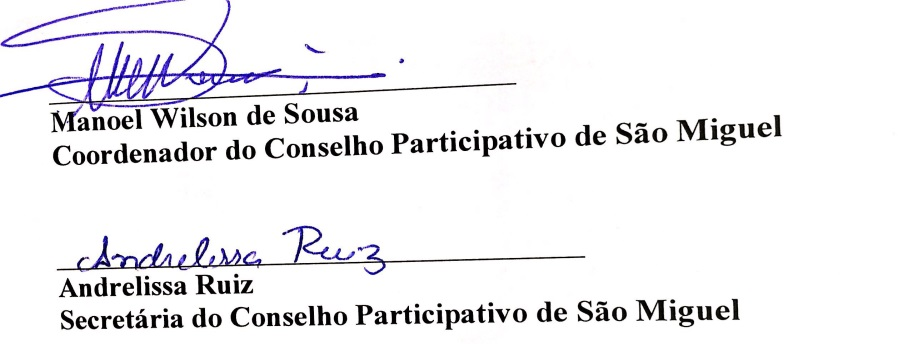 Manoel Wilson de Sousa
Coordenador do Conselho Participativo de São Miguel
Andrelissa Ruiz
Andrelissa Ruiz
Secretária do Conselho Participativo de São Miguel